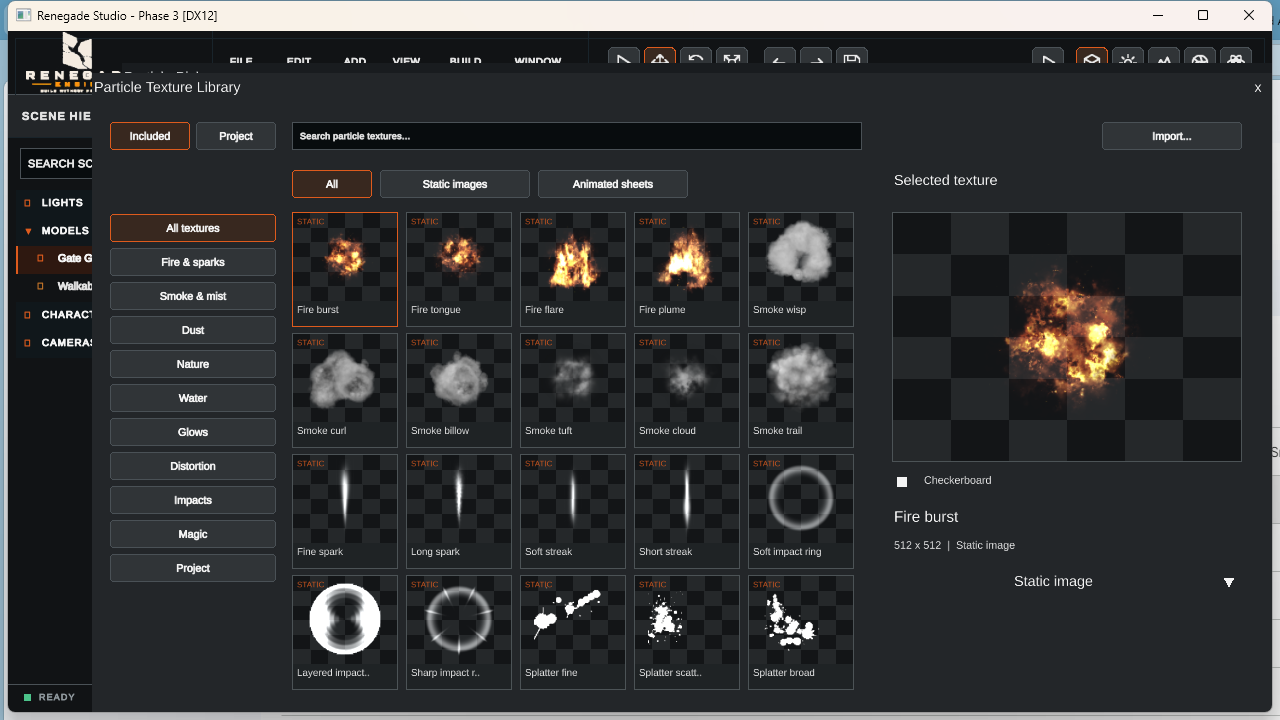 Renegade Studio - Phase 3 [DX12]
FILE EDIT ADD VIEW BUILD WINDOW
Particle Texture Library
x
SCENE HIE
SEARCH SC
LIGHTS
MODELS
Gate G
Walkab
CHARACT
CAMERAS
READY
Included Project
Search particle textures...
Import...
All Static images Animated sheets
All textures
Fire & sparks
Smoke & mist
Dust
Nature
Water
Glows
Distortion
Impacts
Magic
Project
STATIC STATIC STATIC STATIC STATIC
Fire burst Fire tongue Fire flare Fire plume Smoke wisp
STATIC STATIC STATIC STATIC STATIC
Smoke curl Smoke billow Smoke tuft Smoke cloud Smoke trail
STATIC STATIC STATIC STATIC STATIC
Fine spark Long spark Soft streak Short streak Soft impact ring
STATIC STATIC STATIC STATIC STATIC
Layered impact.. Sharp impact r.. Splatter fine Splatter scatt.. Splatter broad
Selected texture
Checkerboard
Fire burst
512 x 512 | Static image
Static image